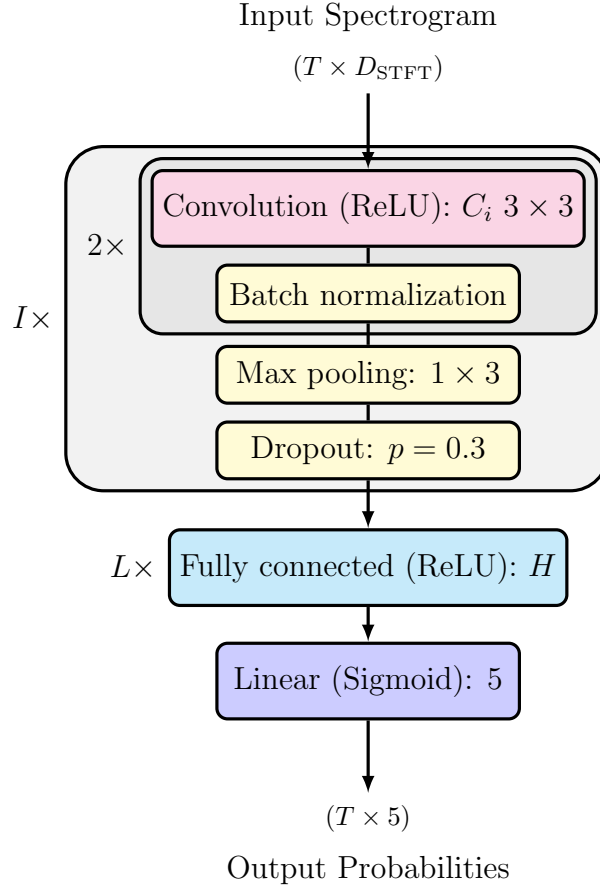 Input Spectrogram
(T × D_STFT)
Convolution (ReLU): C_i 3 × 3
2×
Batch normalization
I×
Max pooling: 1 × 3
Dropout: p = 0.3
L×
Fully connected (ReLU): H
Linear (Sigmoid): 5
(T × 5)
Output Probabilities